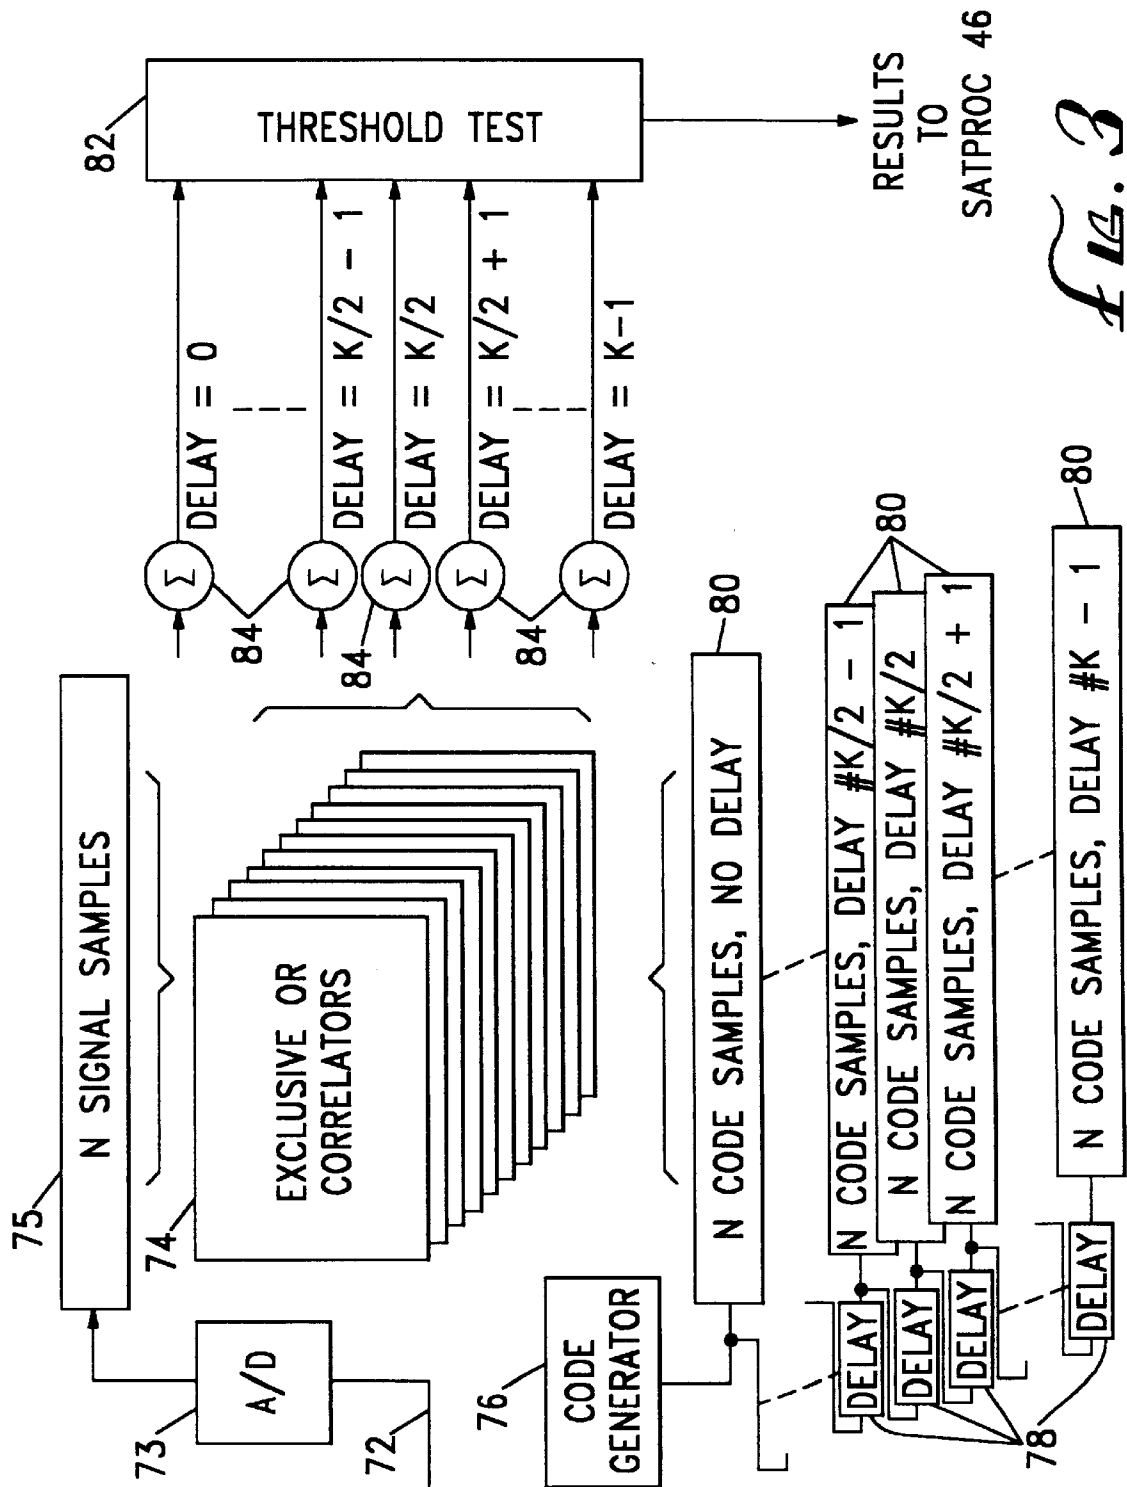 75
N SIGNAL SAMPLES
73
A/D
72
74
EXCLUSIVE OR
CORRELATORS
84
84
84
Σ
Σ
Σ
Σ
Σ
DELAY = 0
DELAY = K/2 - 1
DELAY = K/2
DELAY = K/2 + 1
DELAY = K-1
82
THRESHOLD TEST
RESULTS
TO
SATPROC 46
76
CODE
GENERATOR
N CODE SAMPLES, NO DELAY
80
DELAY
N CODE SAMPLES, DELAY #K/2 - 1
DELAY
N CODE SAMPLES, DELAY #K/2
DELAY
N CODE SAMPLES, DELAY #K/2 + 1
80
78
DELAY
N CODE SAMPLES, DELAY #K - 1
80
FIG. 3